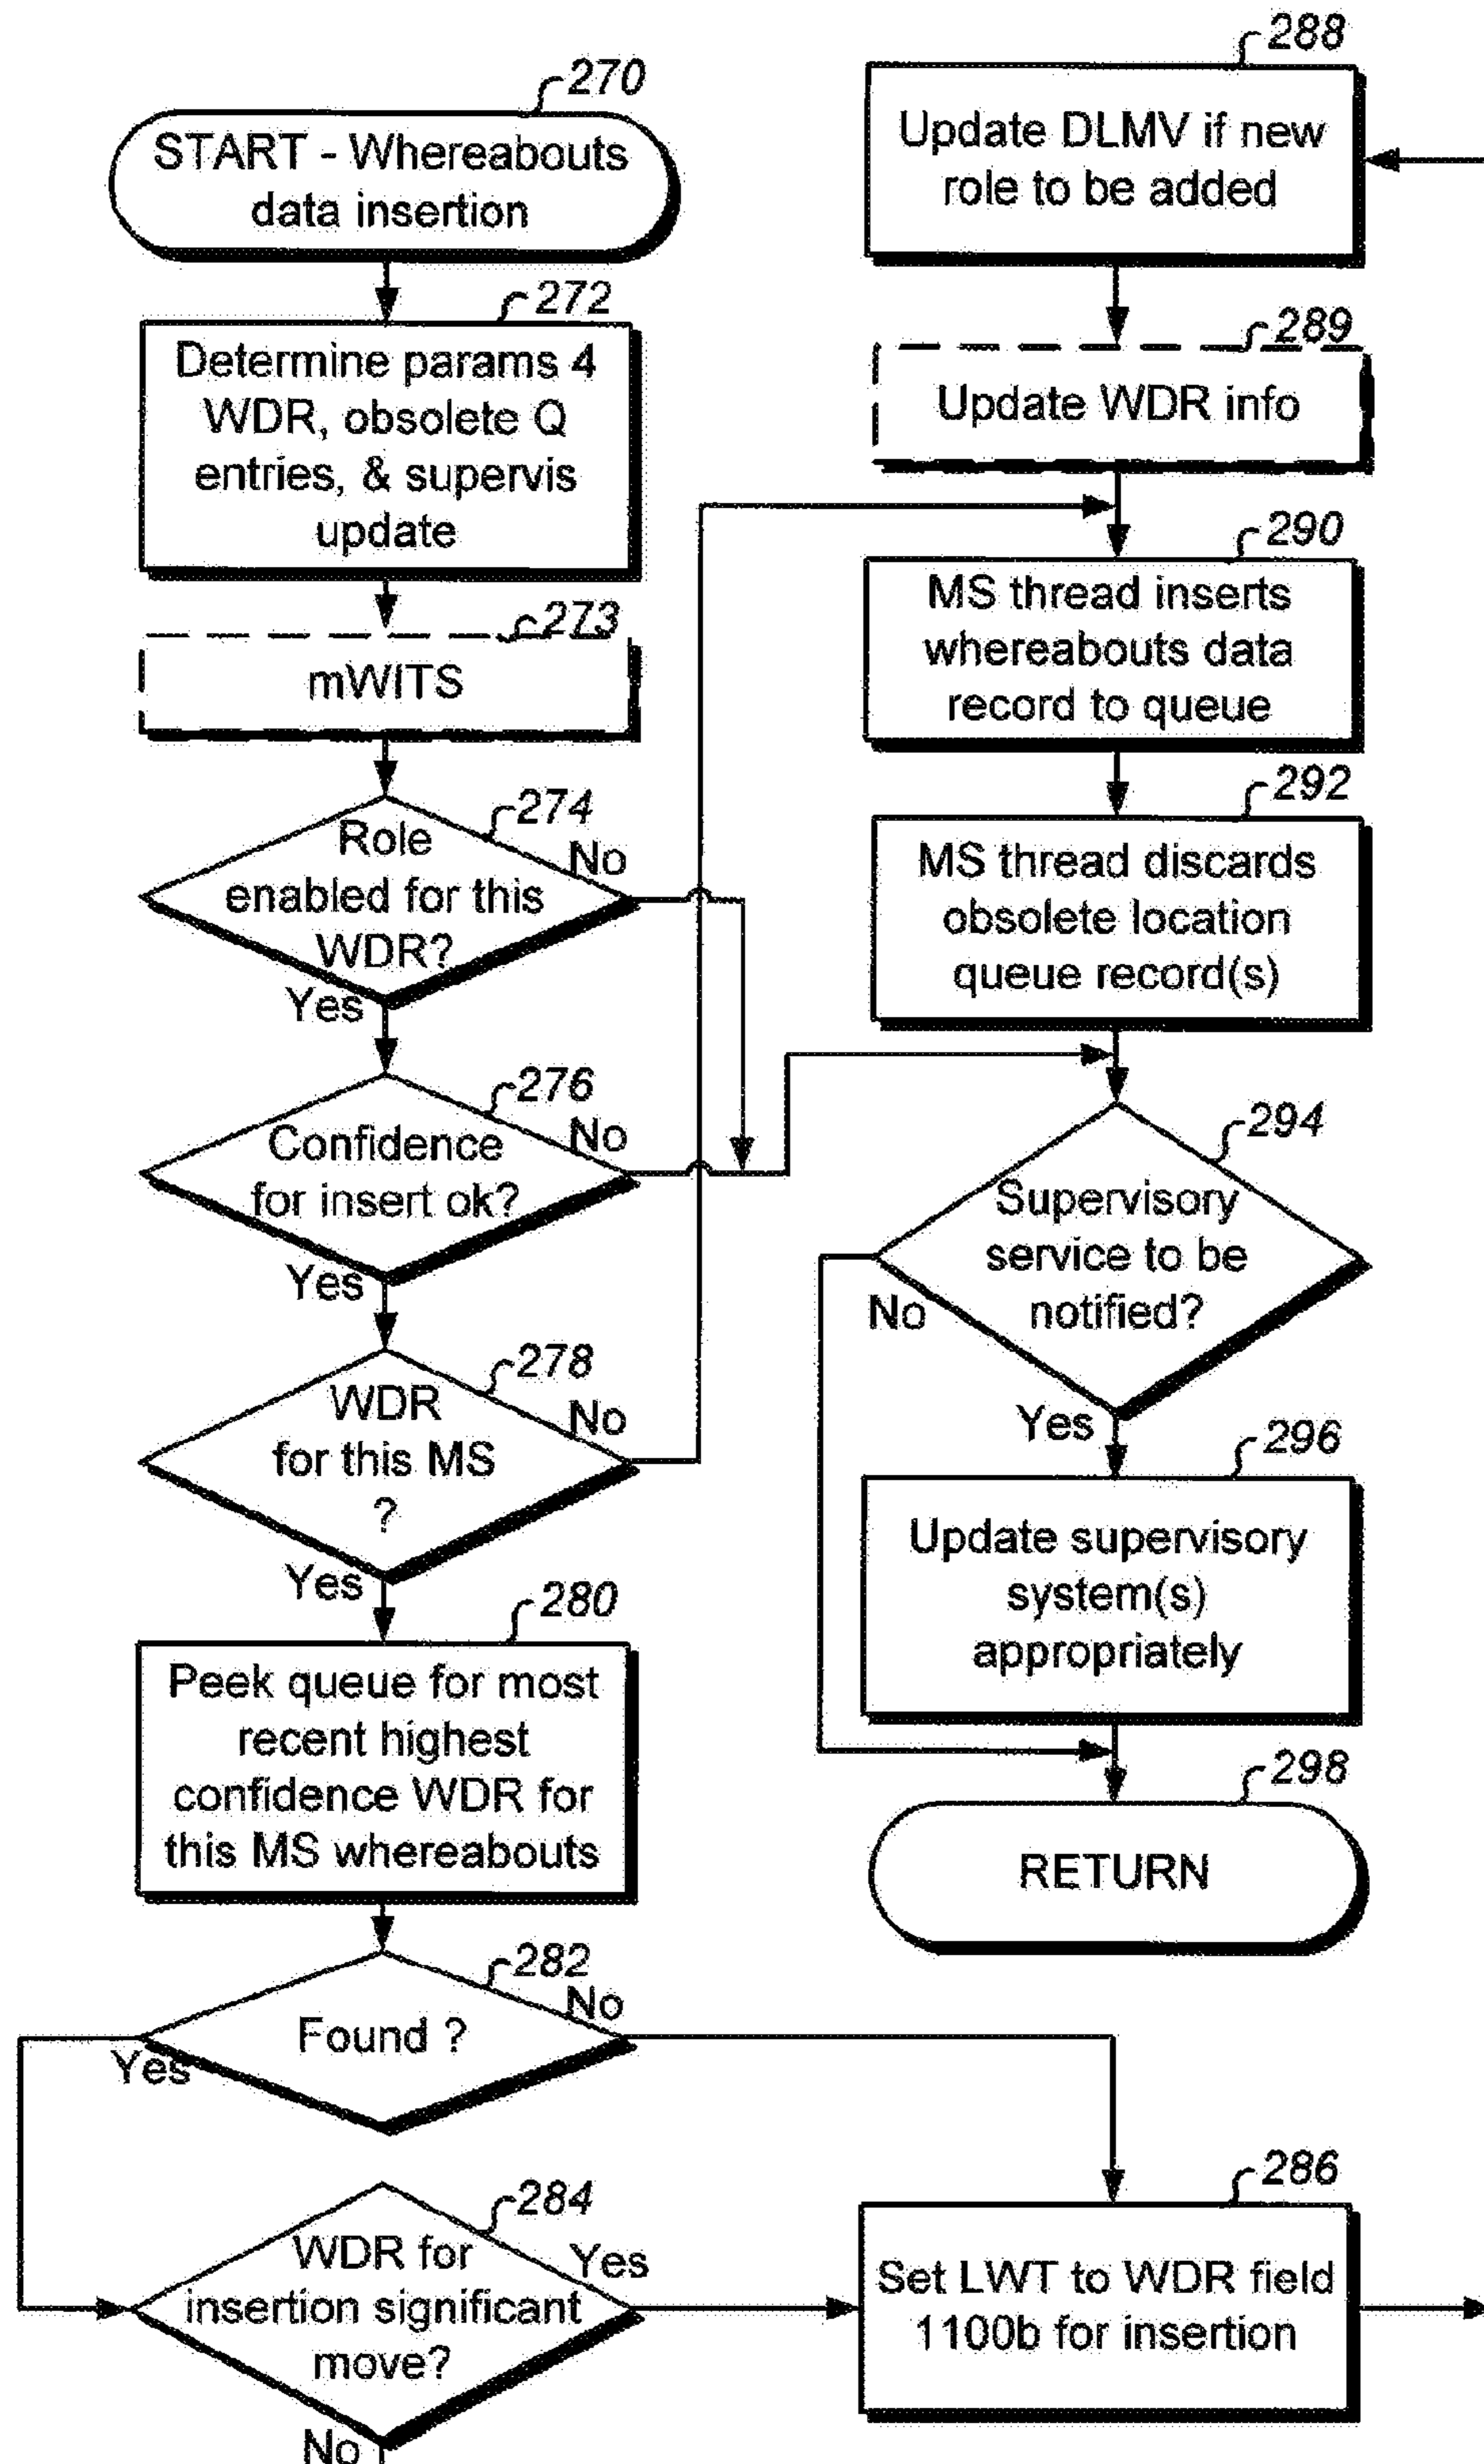 270
START - Whereabouts
data insertion
272
Determine params 4
WDR, obsolete Q
entries, & supervis
update
273
mWITS
274
Role
enabled for this
WDR?
No
Yes
276
Confidence
for insert ok?
No
Yes
278
WDR
for this MS
?
No
Yes
280
Peek queue for most
recent highest
confidence WDR for
this MS whereabouts
282
Found ?
No
Yes
284
WDR for
insertion significant
move?
Yes
No
286
Set LWT to WDR field
1100b for insertion
288
Update DLMV if new
role to be added
289
Update WDR info
290
MS thread inserts
whereabouts data
record to queue
292
MS thread discards
obsolete location
queue record(s)
294
Supervisory
service to be
notified?
No
Yes
296
Update supervisory
system(s)
appropriately
298
RETURN